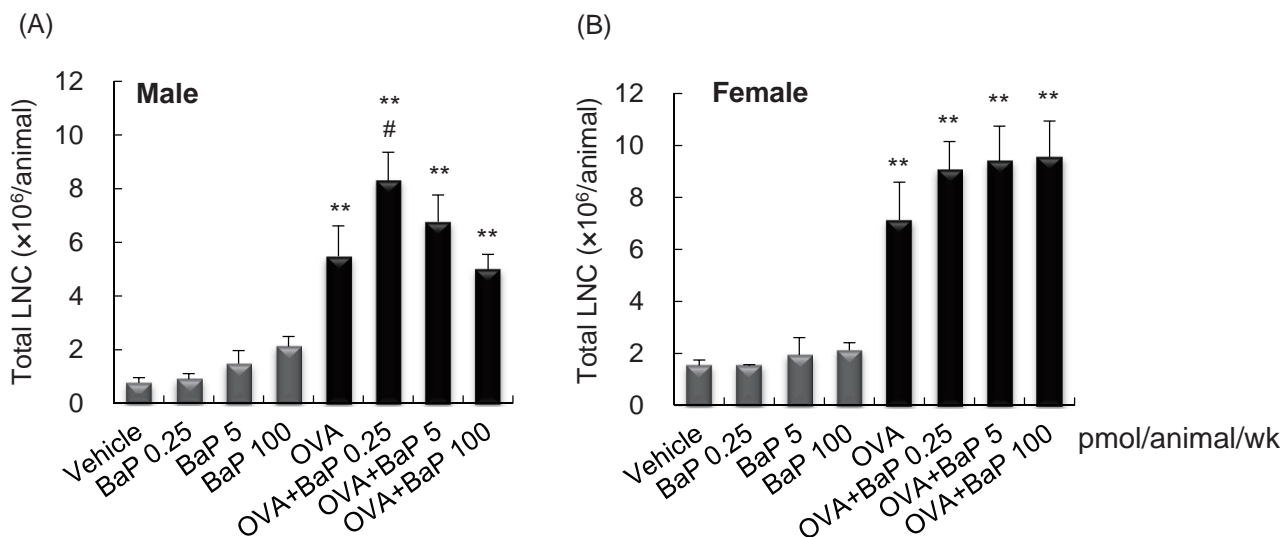 (A)
Male
Total LNC (×10⁶/animal)
12
10
8
6
4
2
0
**
**
#
**
**
Vehicle
BaP 0.25
BaP 5
BaP 100
OVA
OVA+BaP 0.25
OVA+BaP 5
OVA+BaP 100
(B)
Female
Total LNC (×10⁶/animal)
12
10
8
6
4
2
0
**
**
**
**
Vehicle
BaP 0.25
BaP 5
BaP 100
OVA
OVA+BaP 0.25
OVA+BaP 5
OVA+BaP 100
pmol/animal/wk